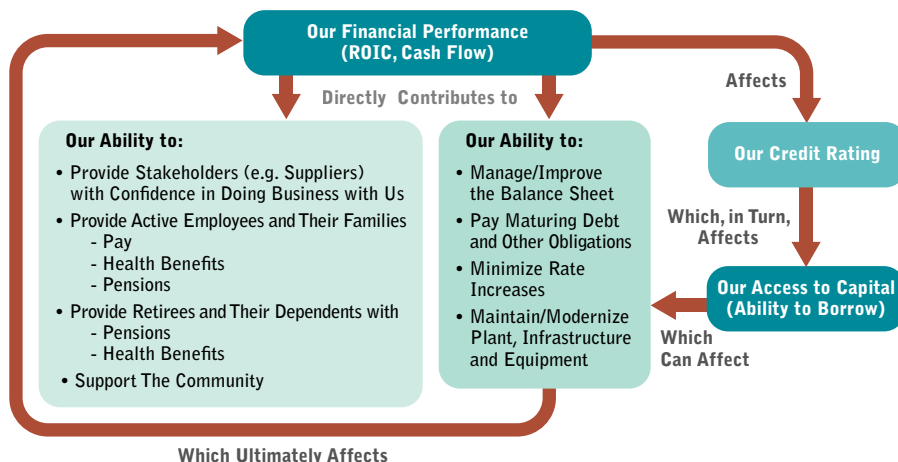 Our Financial Performance
(ROIC, Cash Flow)
Directly Contributes to
Affects
Our Ability to:
• Provide Stakeholders (e.g. Suppliers)
with Confidence in Doing Business with Us
• Provide Active Employees and Their Families
- Pay
- Health Benefits
- Pensions
• Provide Retirees and Their Dependents with
- Pensions
- Health Benefits
• Support The Community
Our Ability to:
• Manage/Improve
the Balance Sheet
• Pay Maturing Debt
and Other Obligations
• Minimize Rate
Increases
• Maintain/Modernize
Plant, Infrastructure
and Equipment
Our Credit Rating
Which, in Turn,
Affects
Our Access to Capital
(Ability to Borrow)
Which
Can Affect
Which Ultimately Affects